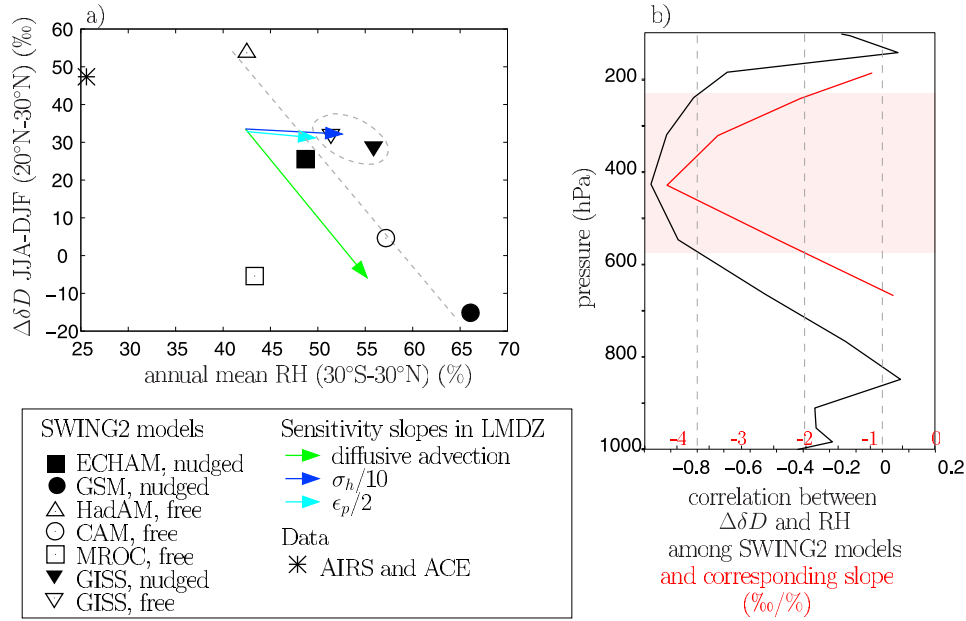 a)
60
50
40
30
20
10
0
−10
−20
25 30 35 40 45 50 55 60 65 70
ΔδD JJA-DJF (20°N-30°N) (‰)
annual mean RH (30°S-30°N) (%)
SWING2 models
ECHAM, nudged
GSM, nudged
HadAM, free
CAM, free
MROC, free
GISS, nudged
GISS, free
Sensitivity slopes in LMDZ
diffusive advection
σh/10
ϵp/2
Data
AIRS and ACE
b)
200
400
600
800
1000
pressure (hPa)
-4 -3 -2 -1 0
−0.8 −0.6 −0.4 −0.2 0 0.2
correlation between
ΔδD and RH
among SWING2 models
and corresponding slope
(‰/%)